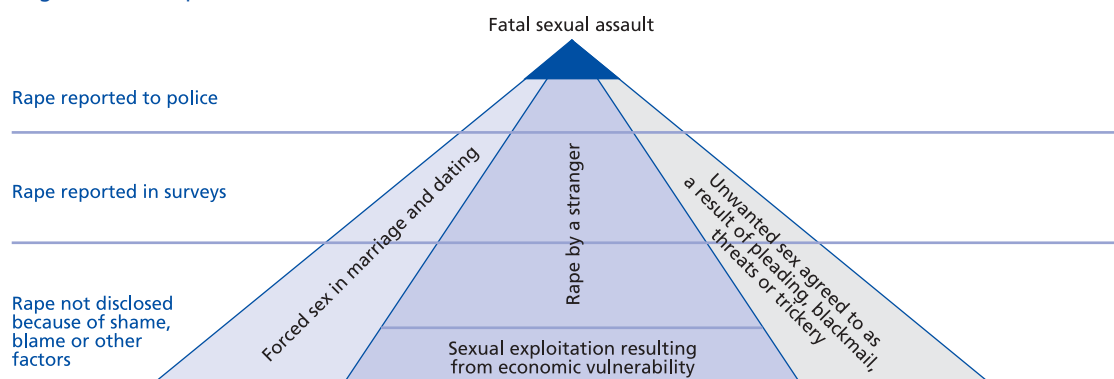 Fatal sexual assault
Rape reported to police
Rape reported in surveys
Rape not disclosed
because of shame,
blame or other
factors
Forced sex in marriage and dating
Rape by a stranger
Unwanted sex agreed to as
a result of pleading, blackmail,
threats or trickery
Sexual exploitation resulting
from economic vulnerability